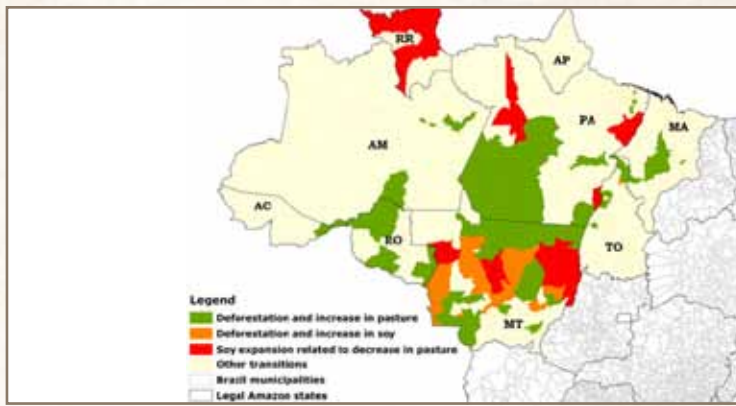 RR
AP
PA
MA
AM
AC
RO
TO
MT
Legend
Deforestation and increase in pasture
Deforestation and increase in soy
Soy expansion related to decrease in pasture
Other transitions
Brazil municipalities
Legal Amazon states